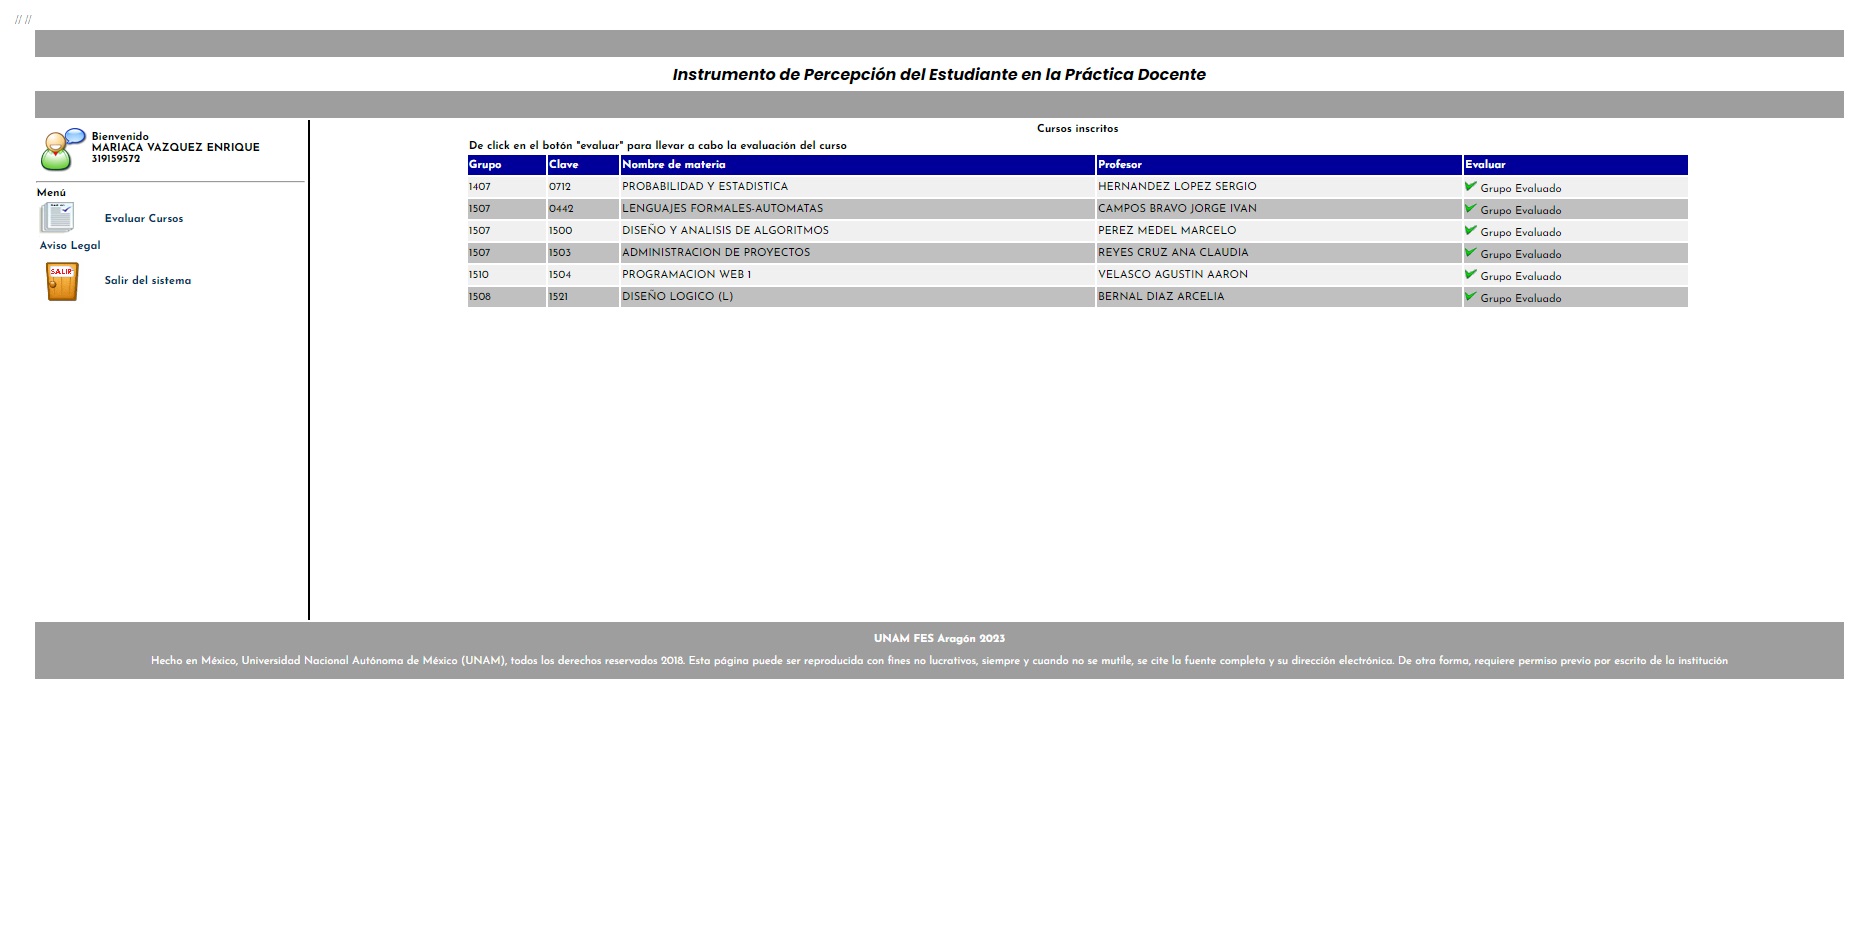 // //
Instrumento de Percepción del Estudiante en la Práctica Docente
Bienvenido
MARIACA VAZQUEZ ENRIQUE
319159572
Menú
Evaluar Cursos
Aviso Legal
SALIR
Salir del sistema
Cursos inscritos
De click en el botón "evaluar" para llevar a cabo la evaluación del curso
Grupo Clave Nombre de materia Profesor Evaluar
1407 0712 PROBABILIDAD Y ESTADISTICA HERNANDEZ LOPEZ SERGIO Grupo Evaluado
1507 0442 LENGUAJES FORMALES-AUTOMATAS CAMPOS BRAVO JORGE IVAN Grupo Evaluado
1507 1500 DISEÑO Y ANALISIS DE ALGORITMOS PEREZ MEDEL MARCELO Grupo Evaluado
1507 1503 ADMINISTRACION DE PROYECTOS REYES CRUZ ANA CLAUDIA Grupo Evaluado
1510 1504 PROGRAMACION WEB 1 VELASCO AGUSTIN AARON Grupo Evaluado
1508 1521 DISEÑO LOGICO (L) BERNAL DIAZ ARCELIA Grupo Evaluado
UNAM FES Aragón 2023
Hecho en México, Universidad Nacional Autónoma de México (UNAM), todos los derechos reservados 2018. Esta página puede ser reproducida con fines no lucrativos, siempre y cuando no se mutile, se cite la fuente completa y su dirección electrónica. De otra forma, requiere permiso previo por escrito de la institución